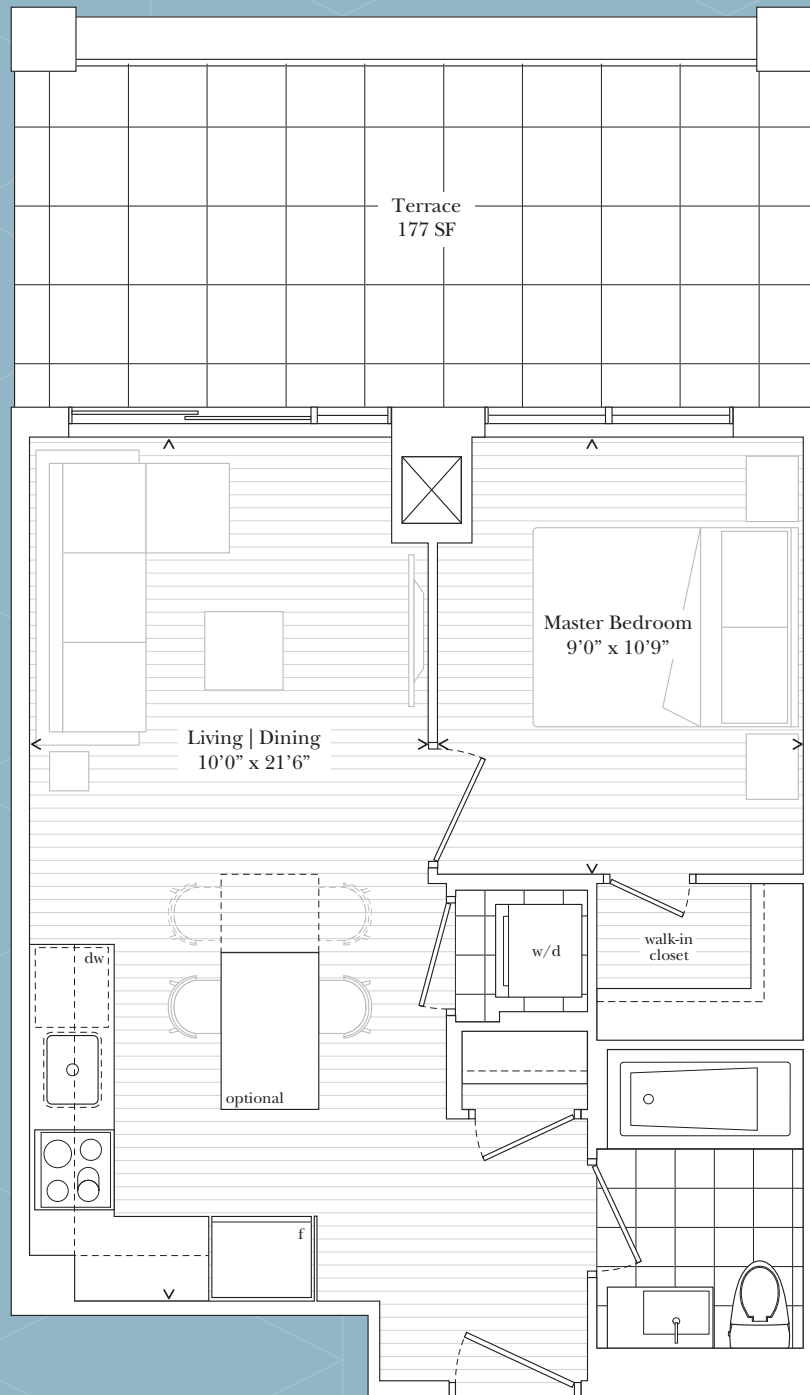 Terrace
177 SF
Master Bedroom
9’0” x 10’9”
Living | Dining
10’0” x 21’6”
dw
w/d
walk-in
closet
optional
f